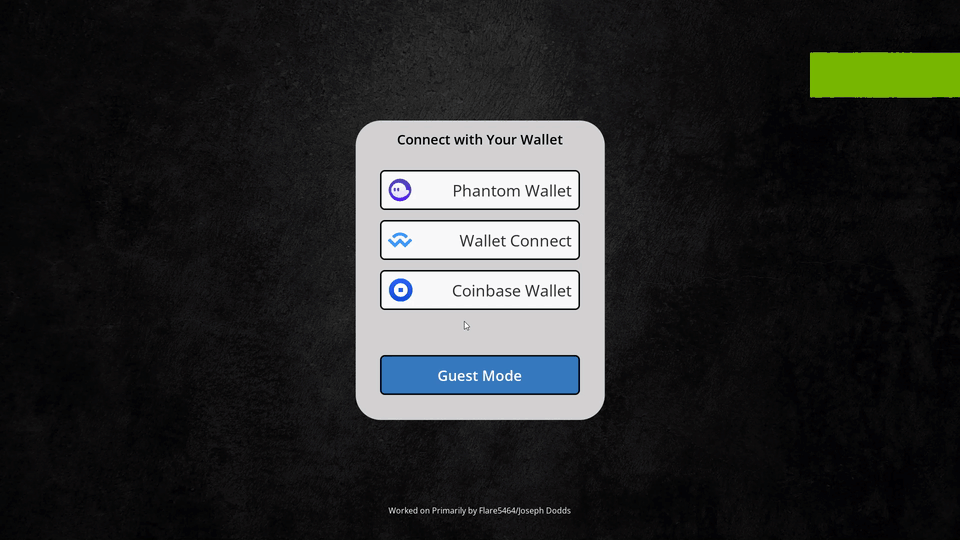 Connect with Your Wallet
Phantom Wallet
Wallet Connect
Coinbase Wallet
Guest Mode
Worked on Primarily by Flare5464/Joseph Dodds